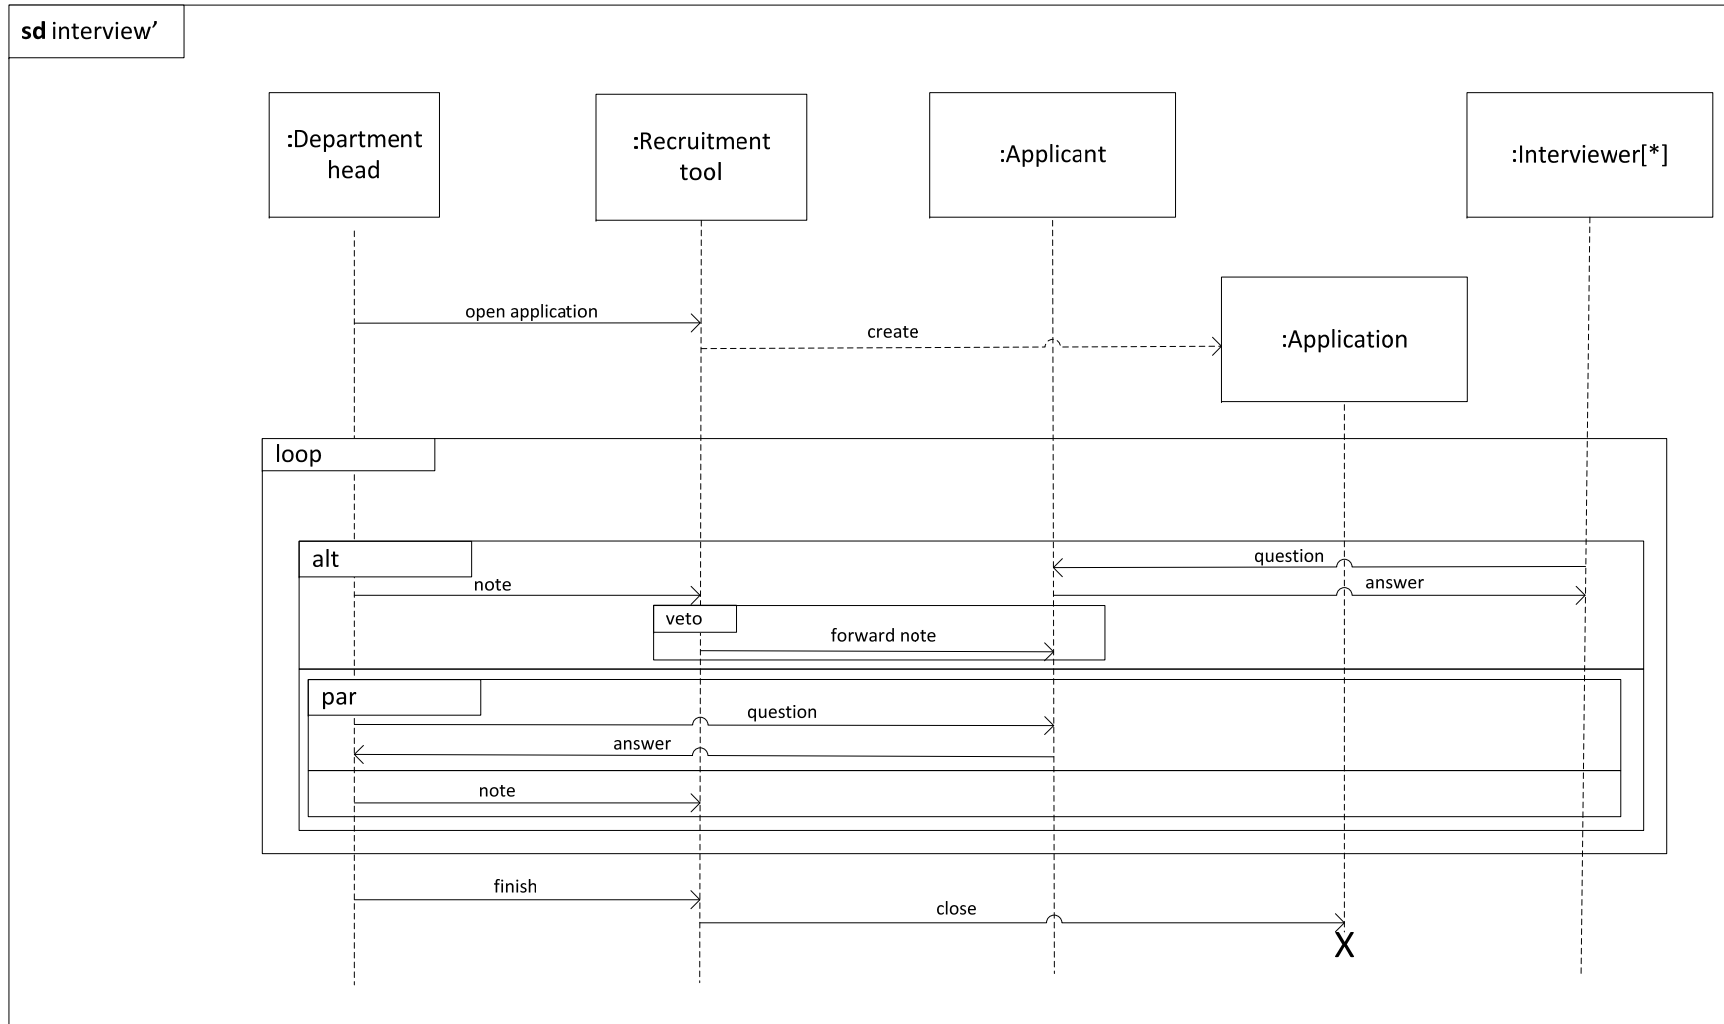 sd interview’
:Department
head
:Recruitment
tool
:Applicant
:Interviewer[*]
open application
create
:Application
loop
alt
question
note
answer
veto
forward note
par
question
answer
note
finish
close
X